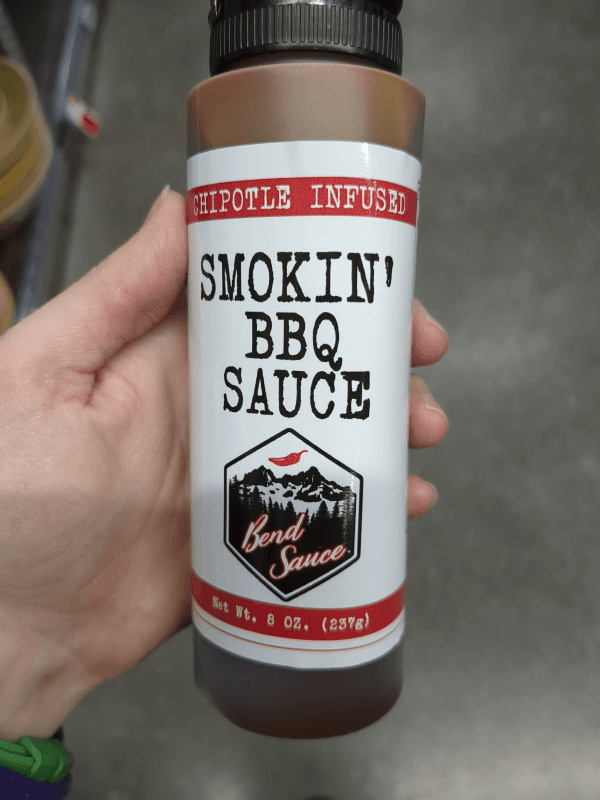 CHIPOTLE INFUSED
SMOKIN'
BBQ
SAUCE
Bend
Sauce
Net Wt. 8 OZ. (237g)